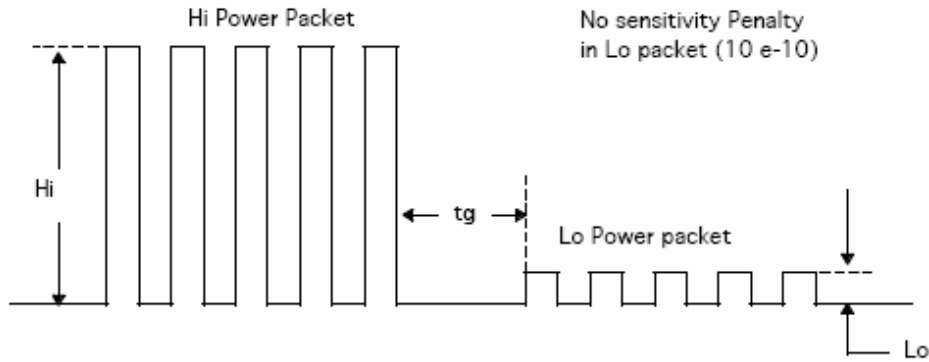 Hi Power Packet
No sensitivity Penalty
in Lo packet (10 e-10)
Hi
tg
Lo Power packet
Lo